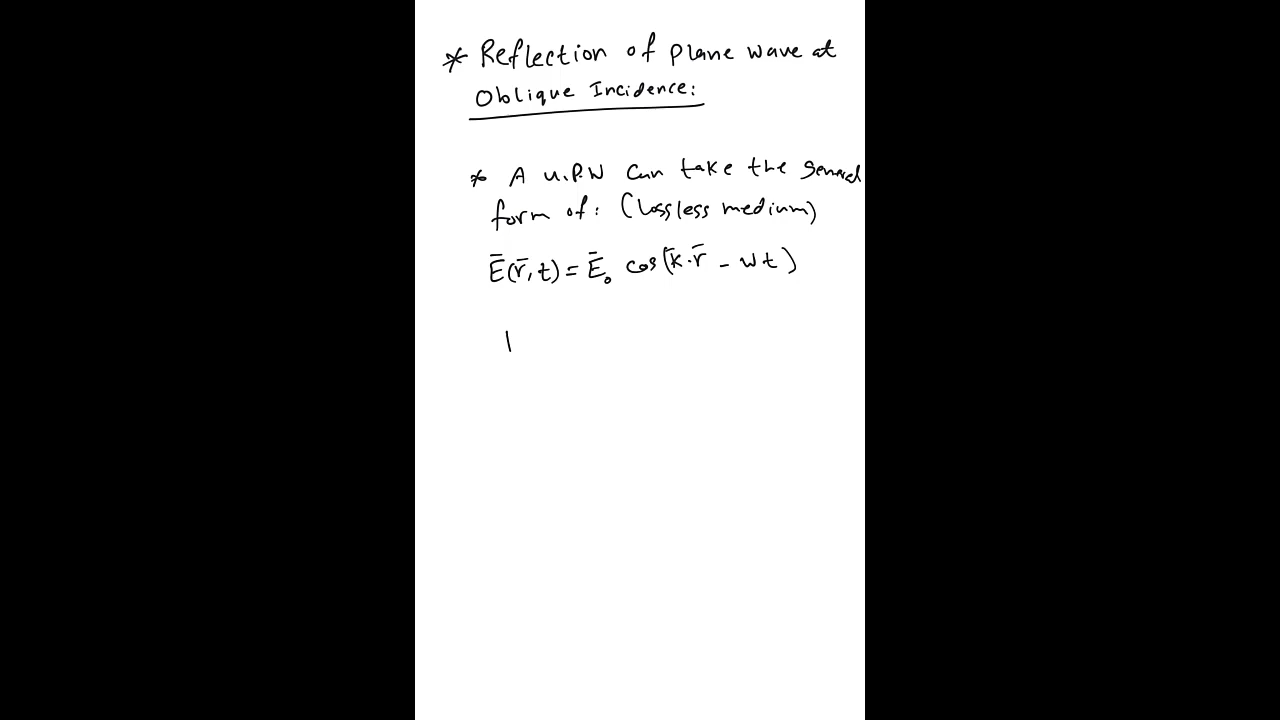 * Reflection of plane wave at
Oblique Incidence:
* A U.P.W Can take the general
form of: (lossless medium)
Ē(r̄, t) = Ē₀ cos(k̄·r̄ - wt)